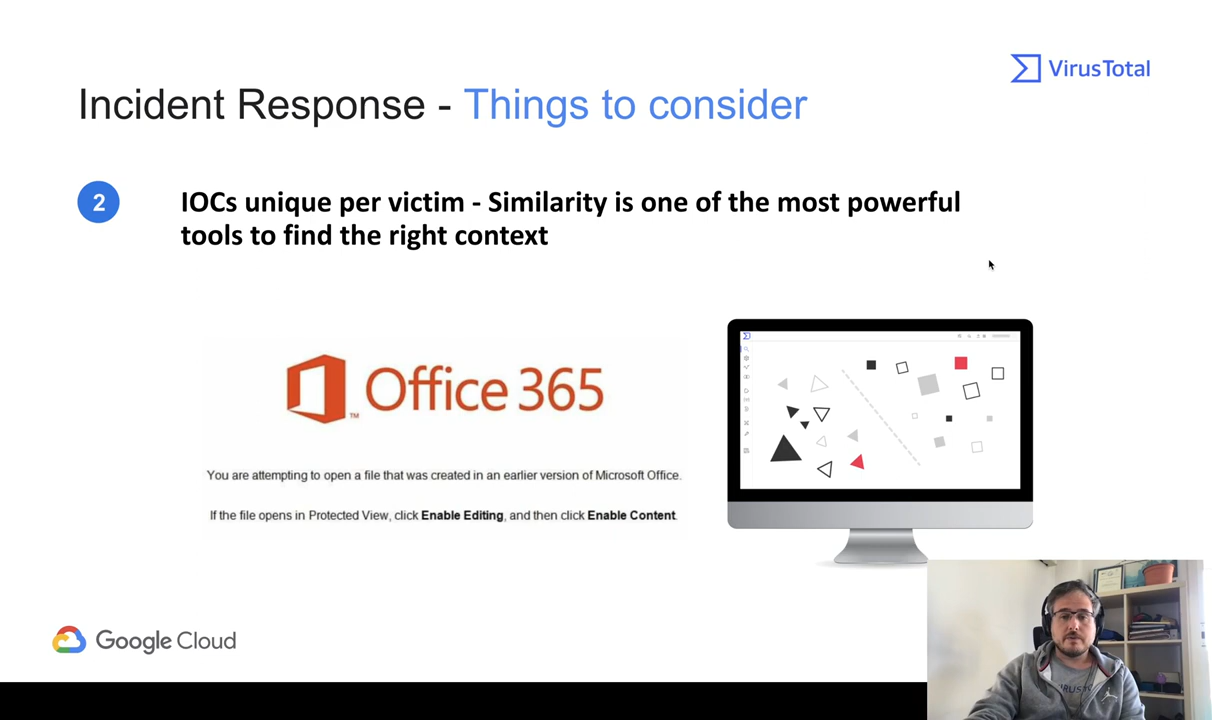 VirusTotal
Incident Response - Things to consider
2
IOCs unique per victim - Similarity is one of the most powerful
tools to find the right context
Office 365
TM
You are attempting to open a file that was created in an earlier version of Microsoft Office.
If the file opens in Protected View, click Enable Editing, and then click Enable Content.
Google Cloud